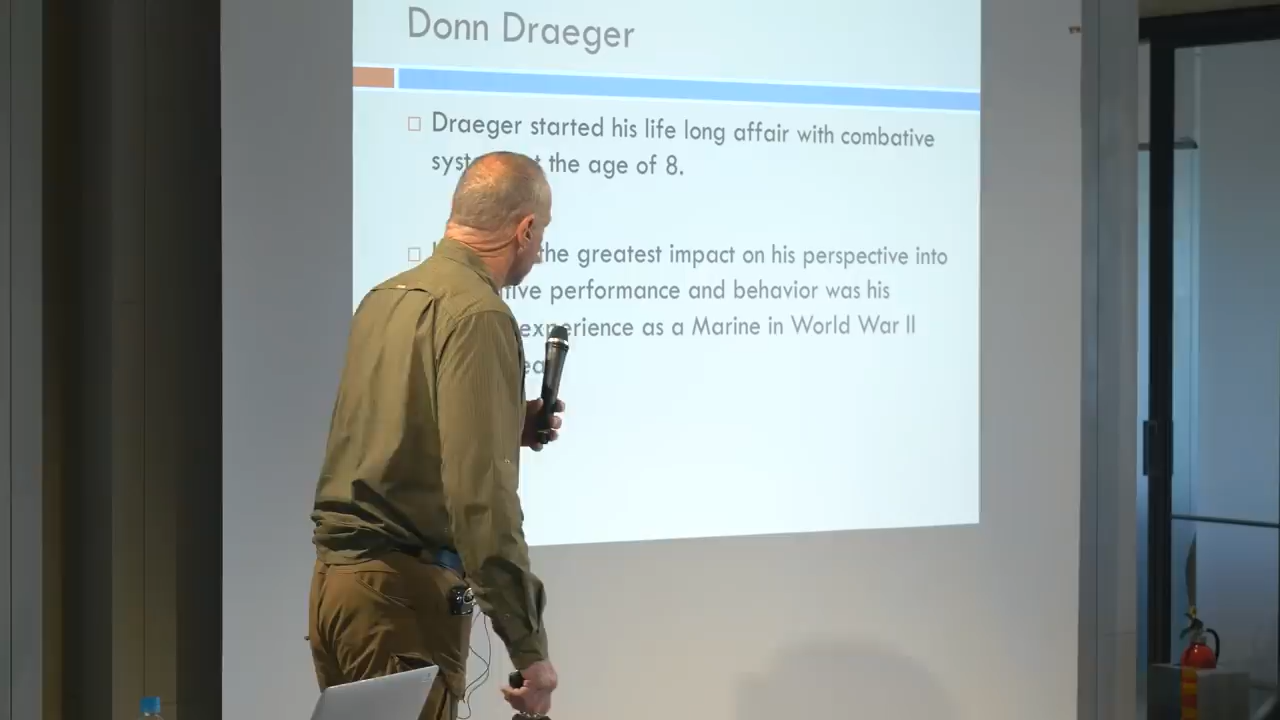 Donn Draeger
Draeger started his life long affair with combative
the age of 8.
the greatest impact on his perspective into
performance and behavior was his
experience as a Marine in World War II